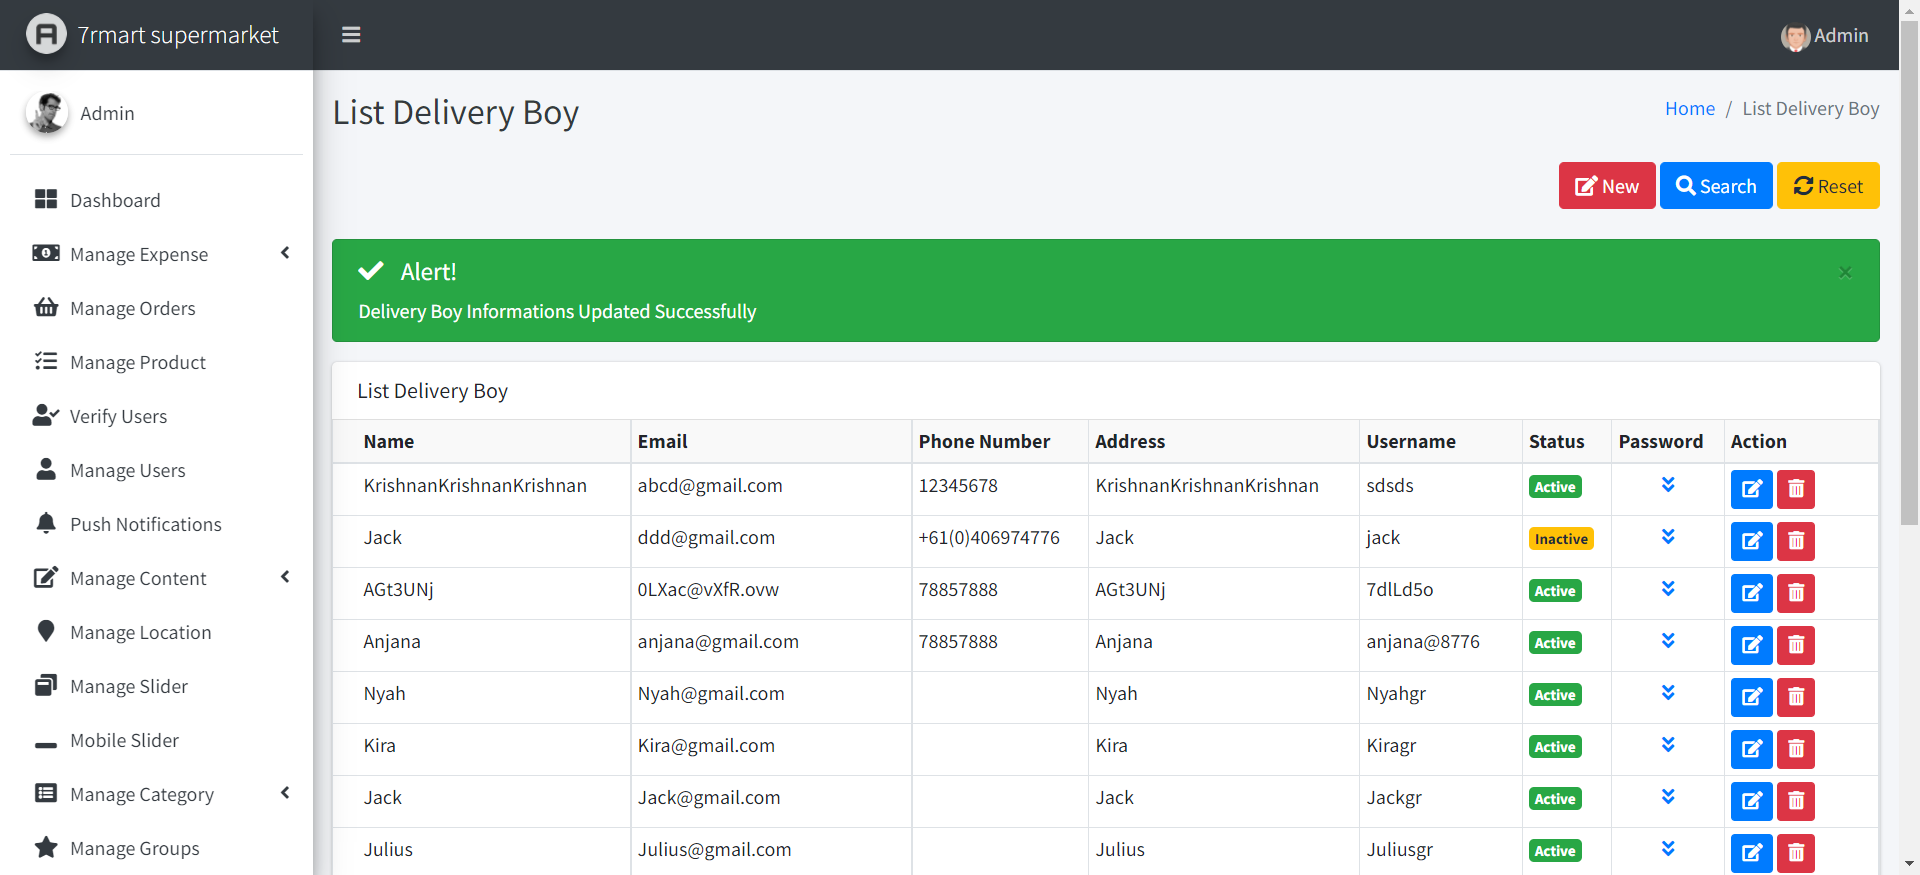 7rmart supermarket
Admin
Admin
Dashboard
Manage Expense
Manage Orders
Manage Product
Verify Users
Manage Users
Push Notifications
Manage Content
Manage Location
Manage Slider
Mobile Slider
Manage Category
Manage Groups
List Delivery Boy
Home / List Delivery Boy
New Search Reset
Alert! ×
Delivery Boy Informations Updated Successfully
List Delivery Boy
Name Email Phone Number Address Username Status Password Action
KrishnanKrishnanKrishnan abcd@gmail.com 12345678 KrishnanKrishnanKrishnan sdsds Active
Jack ddd@gmail.com +61(0)406974776 Jack jack Inactive
AGt3UNj 0LXac@vXfR.ovw 78857888 AGt3UNj 7dlLd5o Active
Anjana anjana@gmail.com 78857888 Anjana anjana@8776 Active
Nyah Nyah@gmail.com Nyah Nyahgr Active
Kira Kira@gmail.com Kira Kiragr Active
Jack Jack@gmail.com Jack Jackgr Active
Julius Julius@gmail.com Julius Juliusgr Active